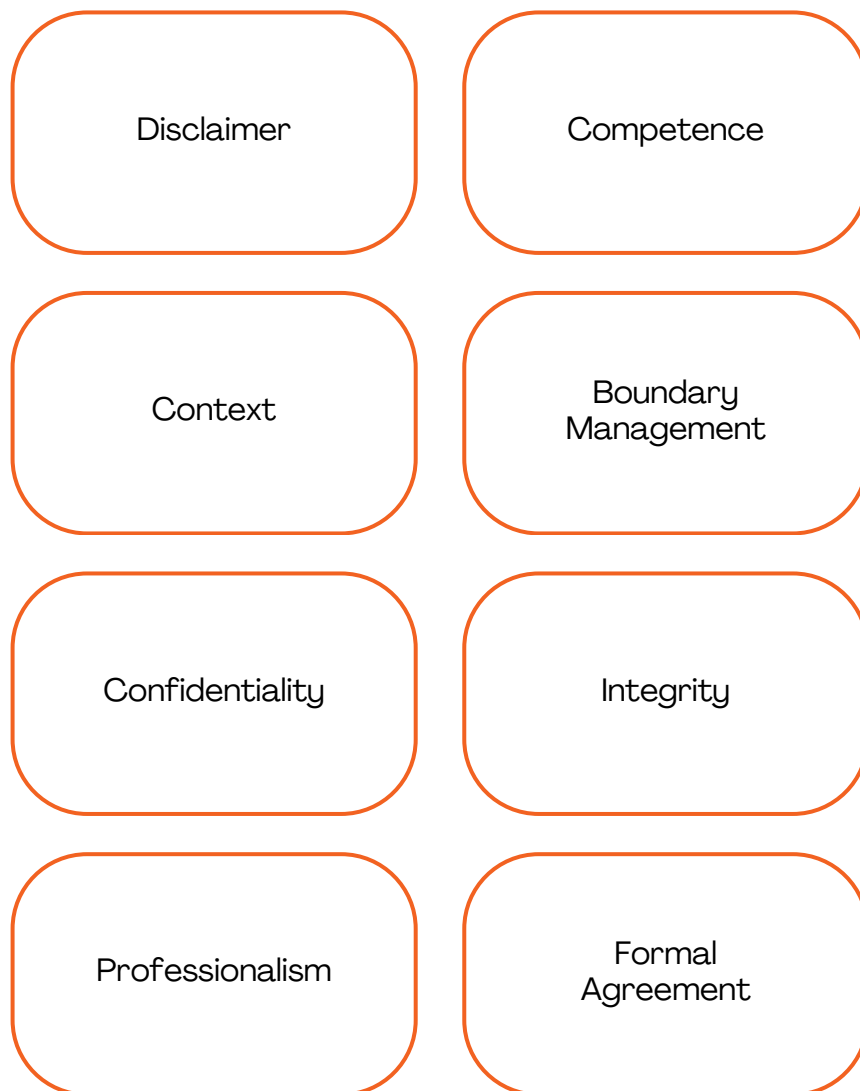 Disclaimer
Competence
Context
Boundary
Management
Confidentiality
Integrity
Professionalism
Formal
Agreement